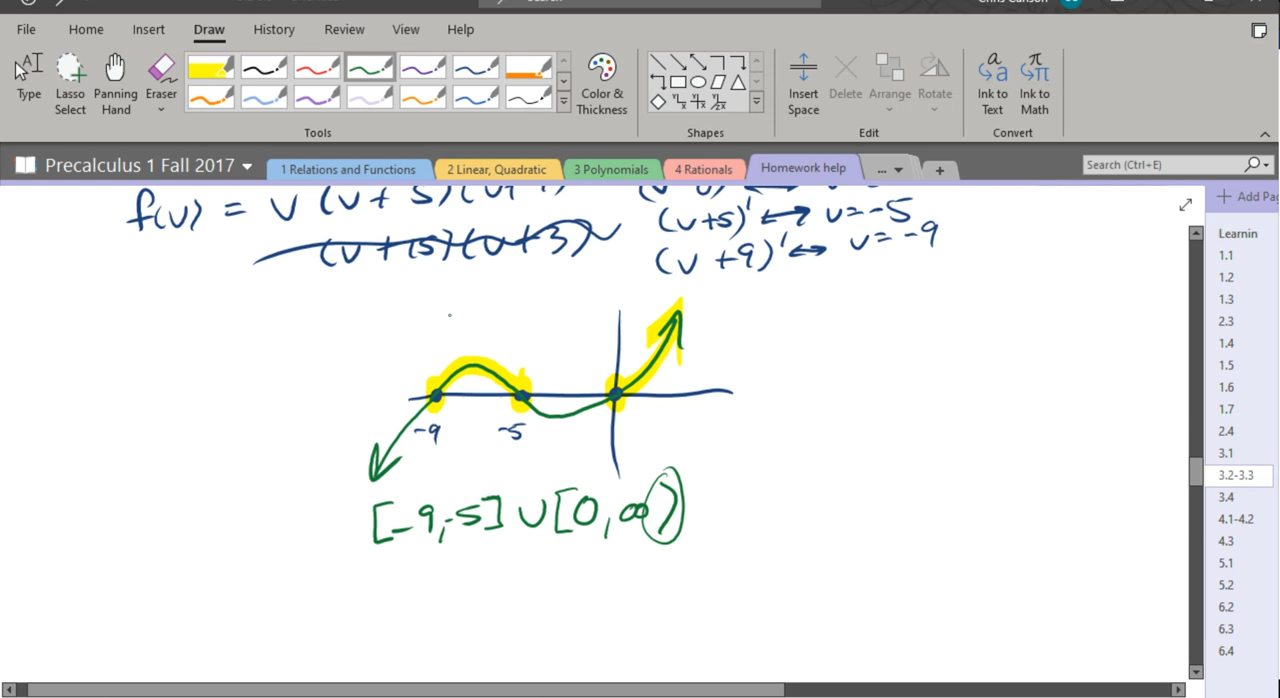 File Home Insert Draw History Review View Help
Type Lasso Select Panning Hand Eraser Color & Thickness Insert Space Delete Arrange Rotate Ink to Text Ink to Math
Tools Shapes Edit Convert
Precalculus 1 Fall 2017 1 Relations and Functions 2 Linear, Quadratic 3 Polynomials 4 Rationals Homework help ... + Search (Ctrl+E)
f(v) = v (v+5)(v+
(v+5)¹ ↔ v=-5
(v+5)(v+3)
(v+9)¹ ↔ v=-9
-9 -5
[-9,-5] ∪ [0,∞)
+ Add Pag
Learnin
1.1
1.2
1.3
2.3
1.4
1.5
1.6
1.7
2.4
3.1
3.2-3.3
3.4
4.1-4.2
4.3
5.1
5.2
6.2
6.3
6.4